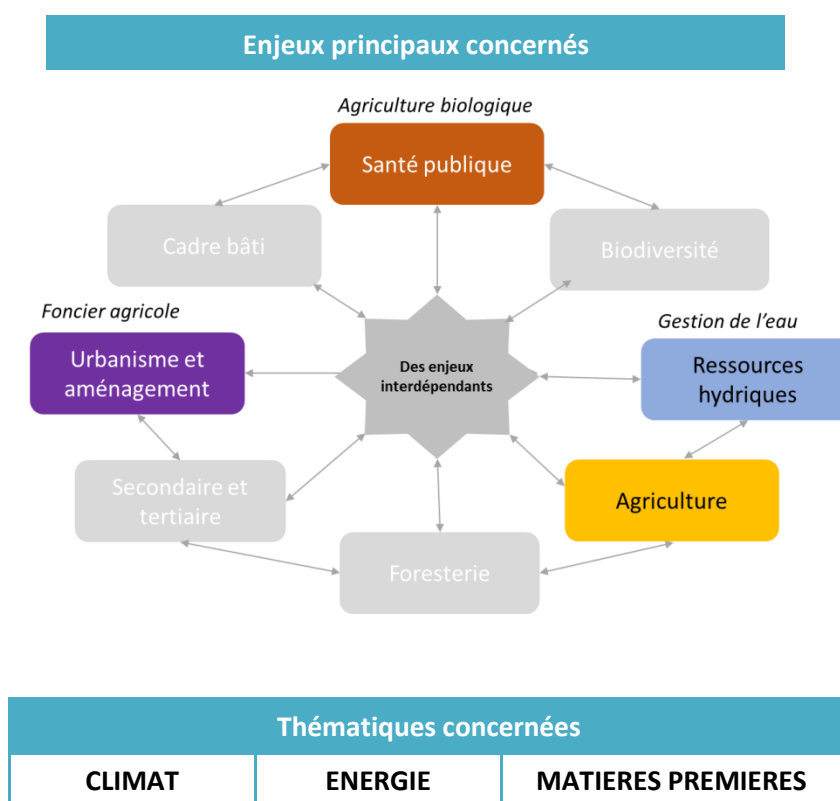 Enjeux principaux concernés
Agriculture biologique
Santé publique
Cadre bâti
Biodiversité
Foncier agricole
Gestion de l’eau
Urbanisme et
aménagement
Des enjeux
interdépendants
Ressources
hydriques
Secondaire et
tertiaire
Agriculture
Foresterie
Thématiques concernées
CLIMAT
ENERGIE
MATIERES PREMIERES